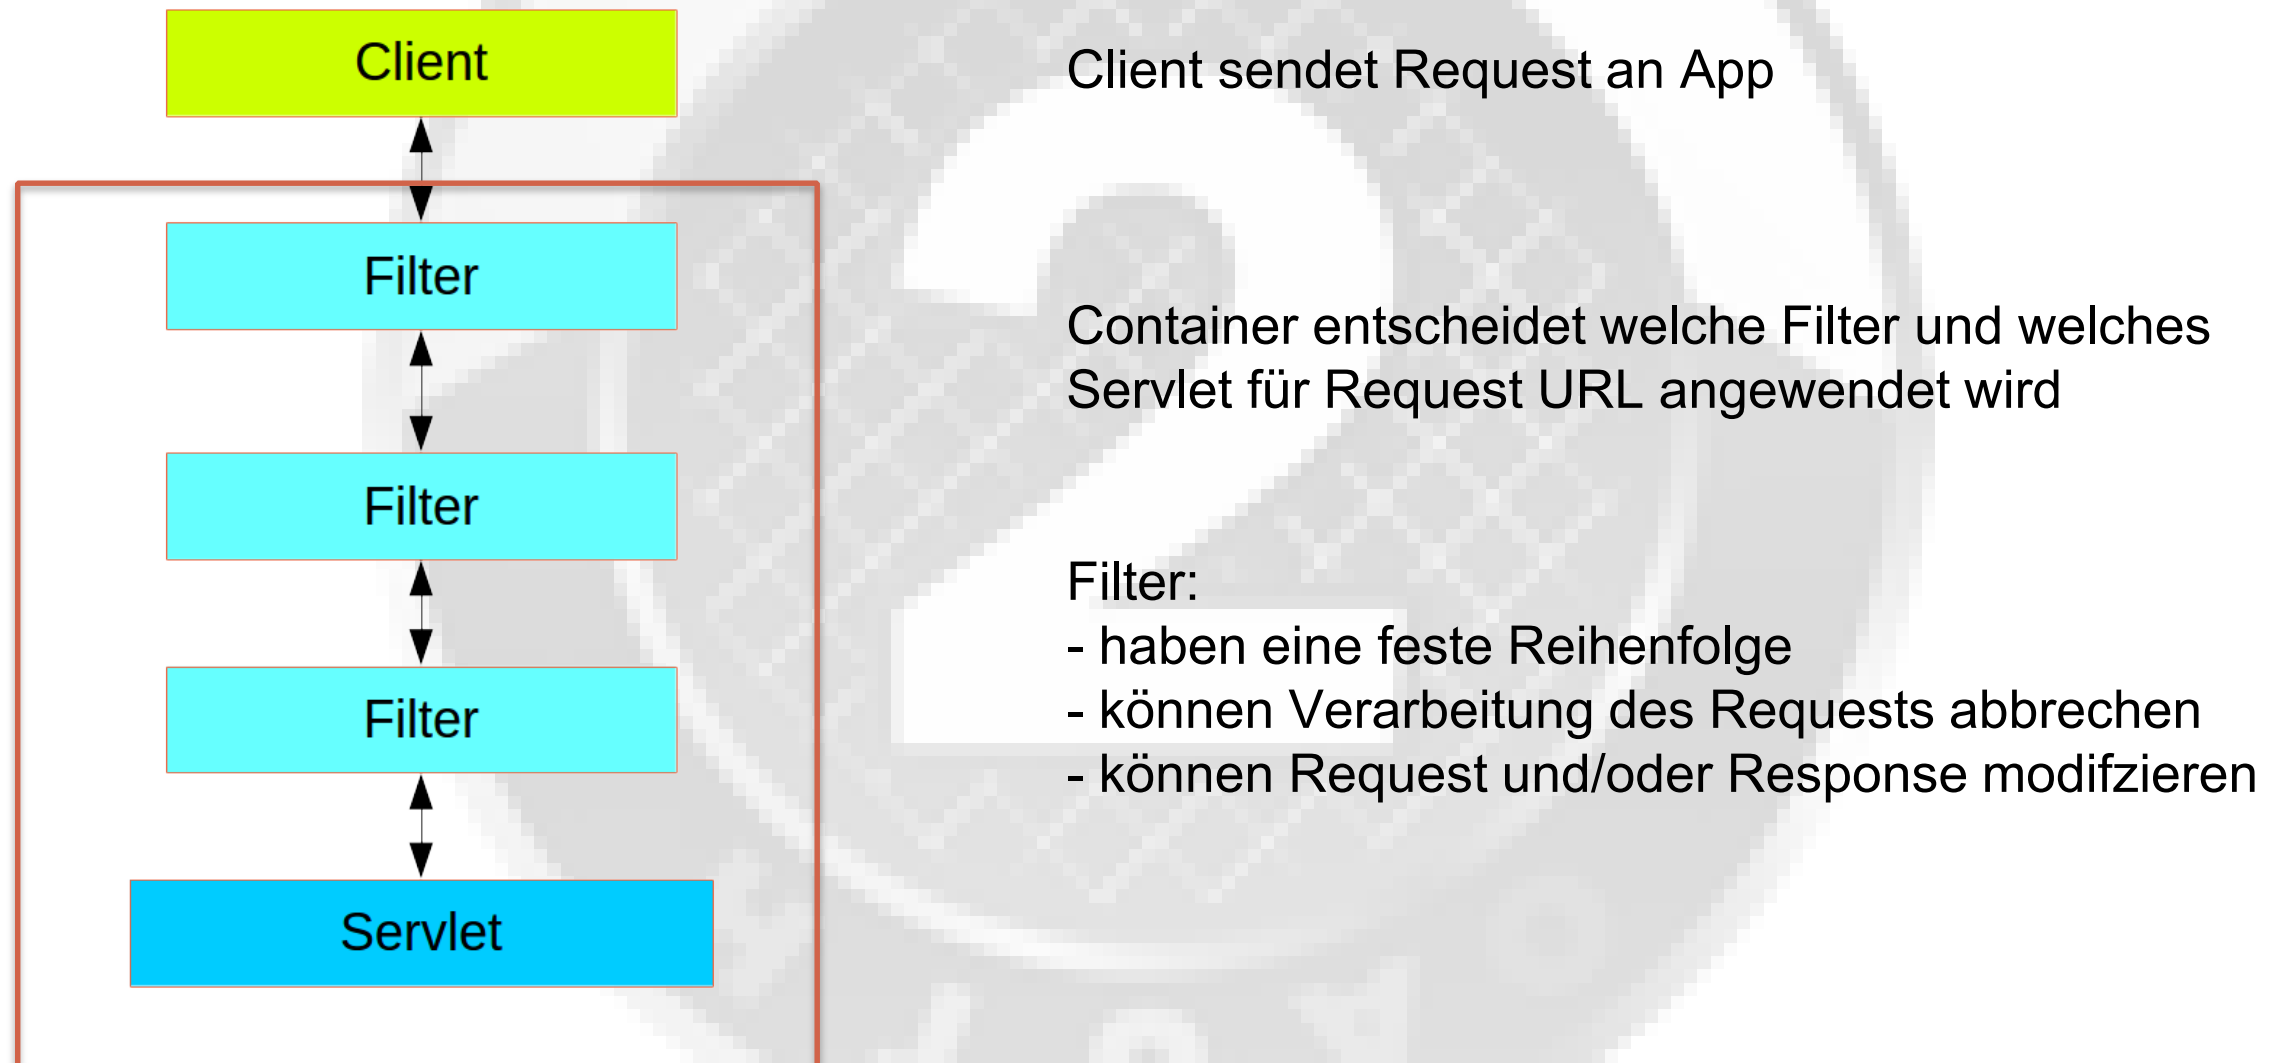 Client
Client sendet Request an App
Filter
Container entscheidet welche Filter und welches
Servlet für Request URL angewendet wird
Filter
Filter:
- haben eine feste Reihenfolge
- können Verarbeitung des Requests abbrechen
- können Request und/oder Response modifzieren
Filter
Servlet
2